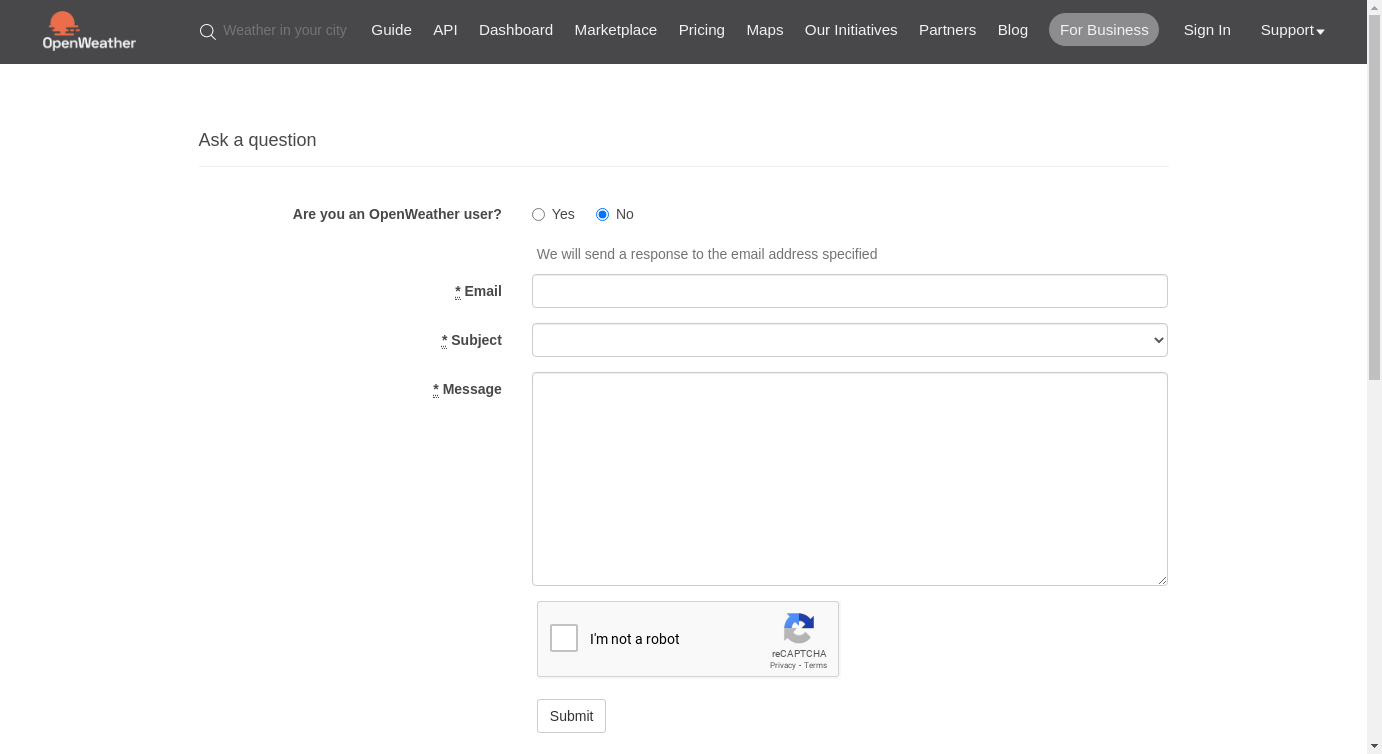 OpenWeather
Weather in your city Guide API Dashboard Marketplace Pricing Maps Our Initiatives Partners Blog For Business Sign In Support
Ask a question
Are you an OpenWeather user? Yes No
We will send a response to the email address specified
* Email
* Subject
* Message
I'm not a robot
reCAPTCHA
Privacy - Terms
Submit